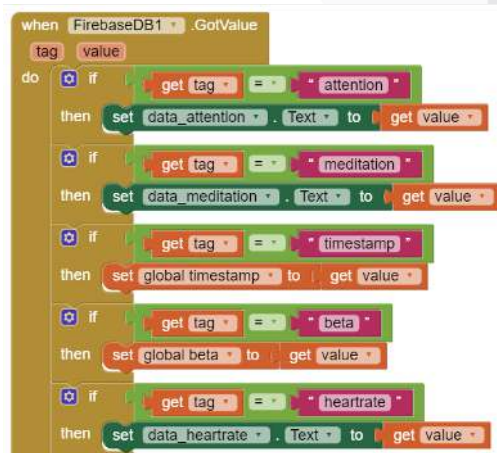 when FirebaseDB1 .GotValue
tag value
do if get tag = " attention "
then set data_attention . Text to get value
if get tag = " meditation "
then set data_meditation . Text to get value
if get tag = " timestamp "
then set global timestamp to get value
if get tag = " beta "
then set global beta to get value
if get tag = " heartrate "
then set data_heartrate . Text to get value